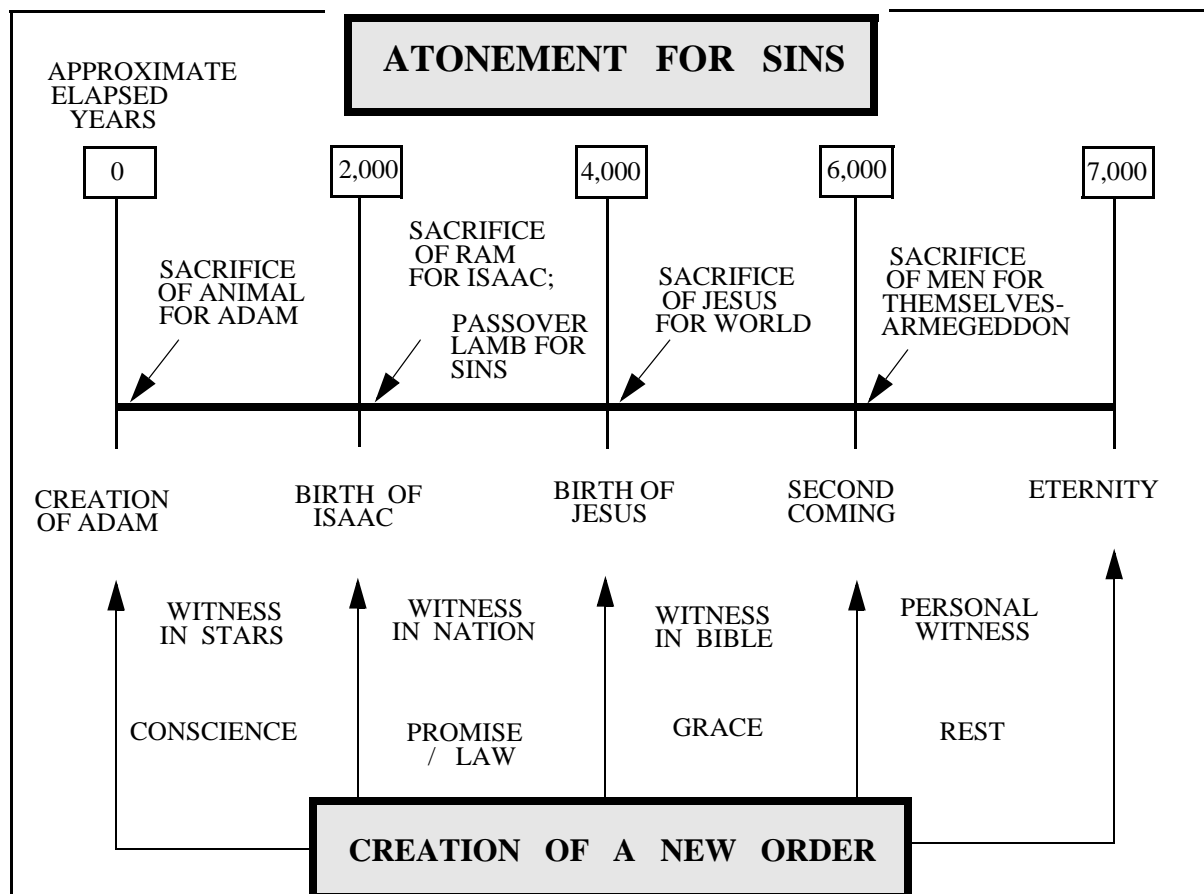 ATONEMENT FOR SINS
APPROXIMATE
ELAPSED
YEARS
0
2,000
4,000
6,000
7,000
SACRIFICE
OF ANIMAL
FOR ADAM
SACRIFICE
OF RAM
FOR ISAAC;
PASSOVER
LAMB FOR
SINS
SACRIFICE
OF JESUS
FOR WORLD
SACRIFICE
OF MEN FOR
THEMSELVES-
ARMEGEDDON
CREATION
OF ADAM
BIRTH OF
ISAAC
BIRTH OF
JESUS
SECOND
COMING
ETERNITY
WITNESS
IN STARS
WITNESS
IN NATION
WITNESS
IN BIBLE
PERSONAL
WITNESS
CONSCIENCE
PROMISE
/ LAW
GRACE
REST
CREATION OF A NEW ORDER